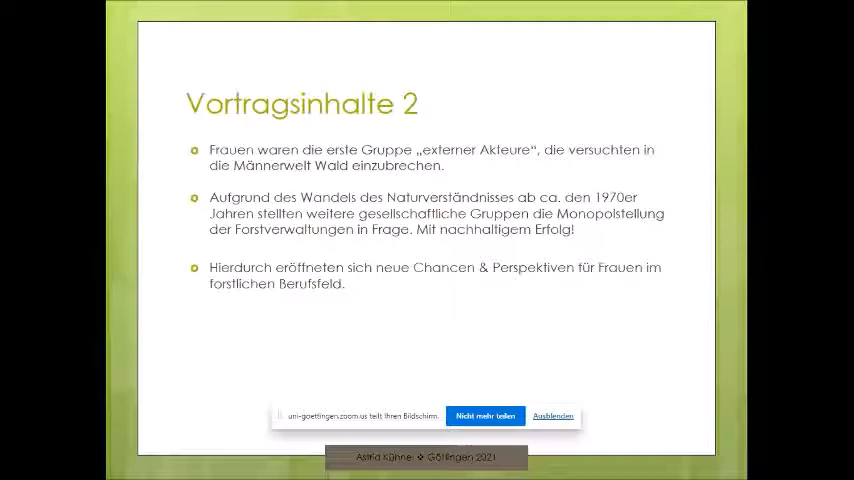 Vortragsinhalte 2
Frauen waren die erste Gruppe „externer Akteure“, die versuchten in
die Männerwelt Wald einzubrechen.
Aufgrund des Wandels des Naturverständnisses ab ca. den 1970er
Jahren stellten weitere gesellschaftliche Gruppen die Monopolstellung
der Forstverwaltungen in Frage. Mit nachhaltigem Erfolg!
Hierdurch eröffneten sich neue Chancen & Perspektiven für Frauen im
forstlichen Berufsfeld.
uni-goettingen.zoom.us teilt Ihren Bildschirm. Nicht mehr teilen Ausblenden
Astrid Kühne ❖ Göttingen 2021